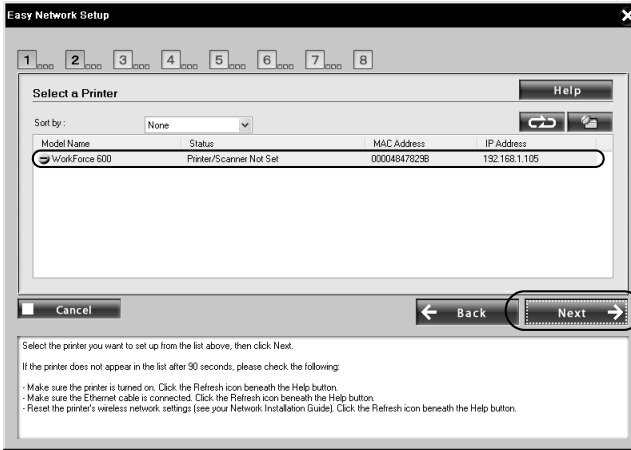 Easy Network Setup
1 2 3 4 5 6 7 8
Select a Printer Help
Sort by : None
Model Name Status MAC Address IP Address
WorkForce 600 Printer/Scanner Not Set 00004847829B 192.168.1.105
Cancel Back Next
Select the printer you want to set up from the list above, then click Next.
If the printer does not appear in the list after 90 seconds, please check the following:
- Make sure the printer is turned on. Click the Refresh icon beneath the Help button.
- Make sure the Ethernet cable is connected. Click the Refresh icon beneath the Help button.
- Reset the printer's wireless network settings (see your Network Installation Guide). Click the Refresh icon beneath the Help button.